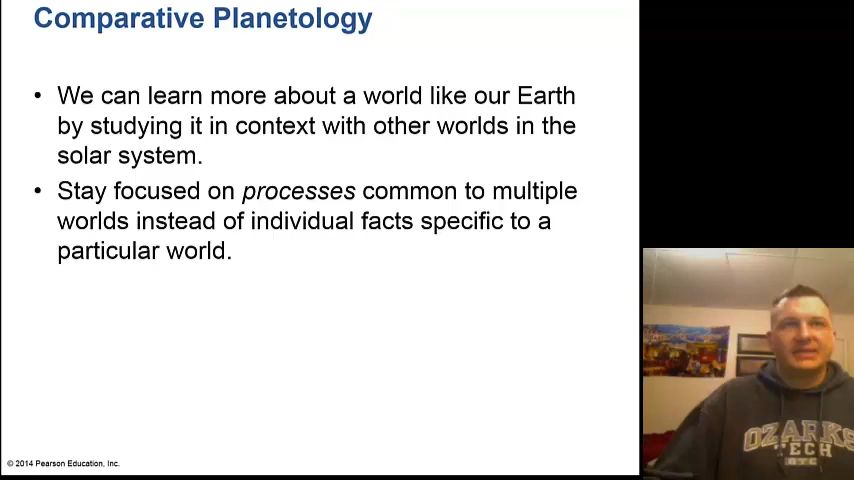 Comparative Planetology
• We can learn more about a world like our Earth
by studying it in context with other worlds in the
solar system.
• Stay focused on processes common to multiple
worlds instead of individual facts specific to a
particular world.
© 2014 Pearson Education, Inc.
OZARKS
TECH
OTC